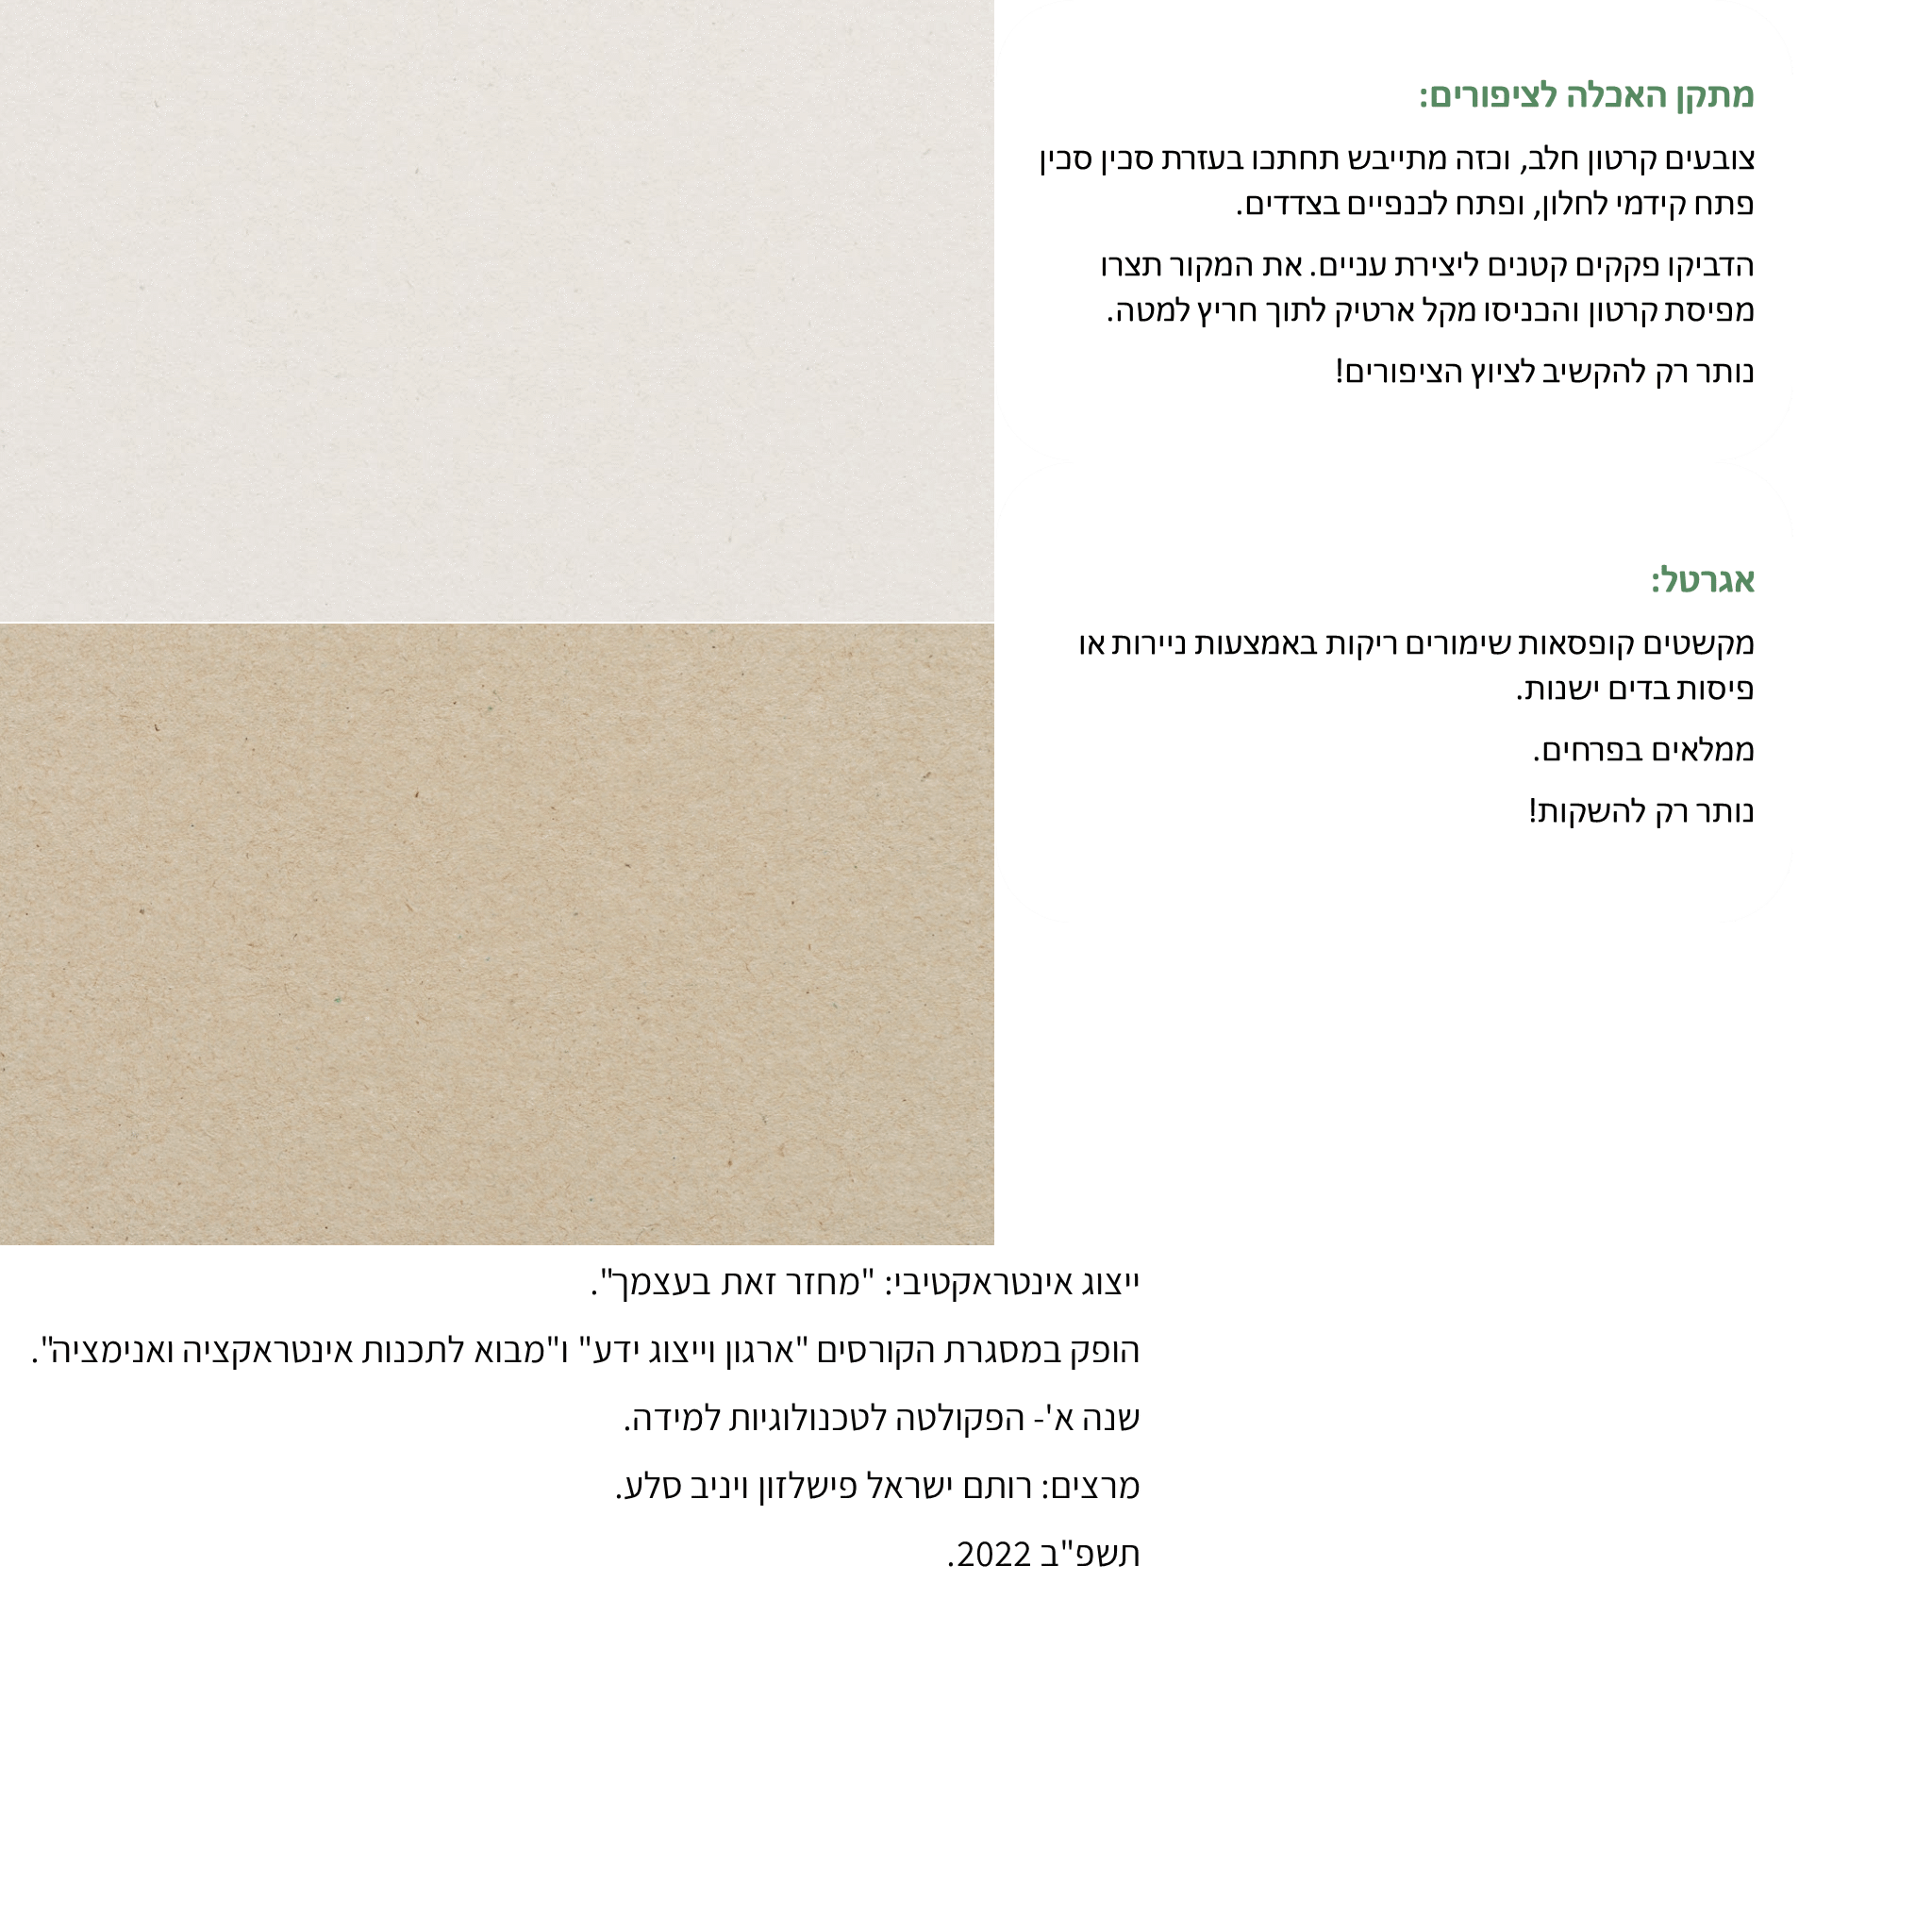 מתקן האכלה לציפורים:
צובעים קרטון חלב, וכזה מתייבש תחתכו בעזרת סכין סכין
פתח קידמי לחלון, ופתח לכנפיים בצדדים.
הדביקו פקקים קטנים ליצירת עניים. את המקור תצרו
מפיסת קרטון והכניסו מקל ארטיק לתוך חריץ למטה.
נותר רק להקשיב לציוץ הציפורים!
אגרטל:
מקשטים קופסאות שימורים ריקות באמצעות ניירות או
פיסות בדים ישנות.
ממלאים בפרחים.
נותר רק להשקות!
ייצוג אינטראקטיבי: "מחזר זאת בעצמך".
הופק במסגרת הקורסים "ארגון וייצוג ידע" ו"מבוא לתכנות אינטראקציה ואנימציה".
שנה א'- הפקולטה לטכנולוגיות למידה.
מרצים: רותם ישראל פישלזון ויניב סלע.
תשפ"ב 2022.